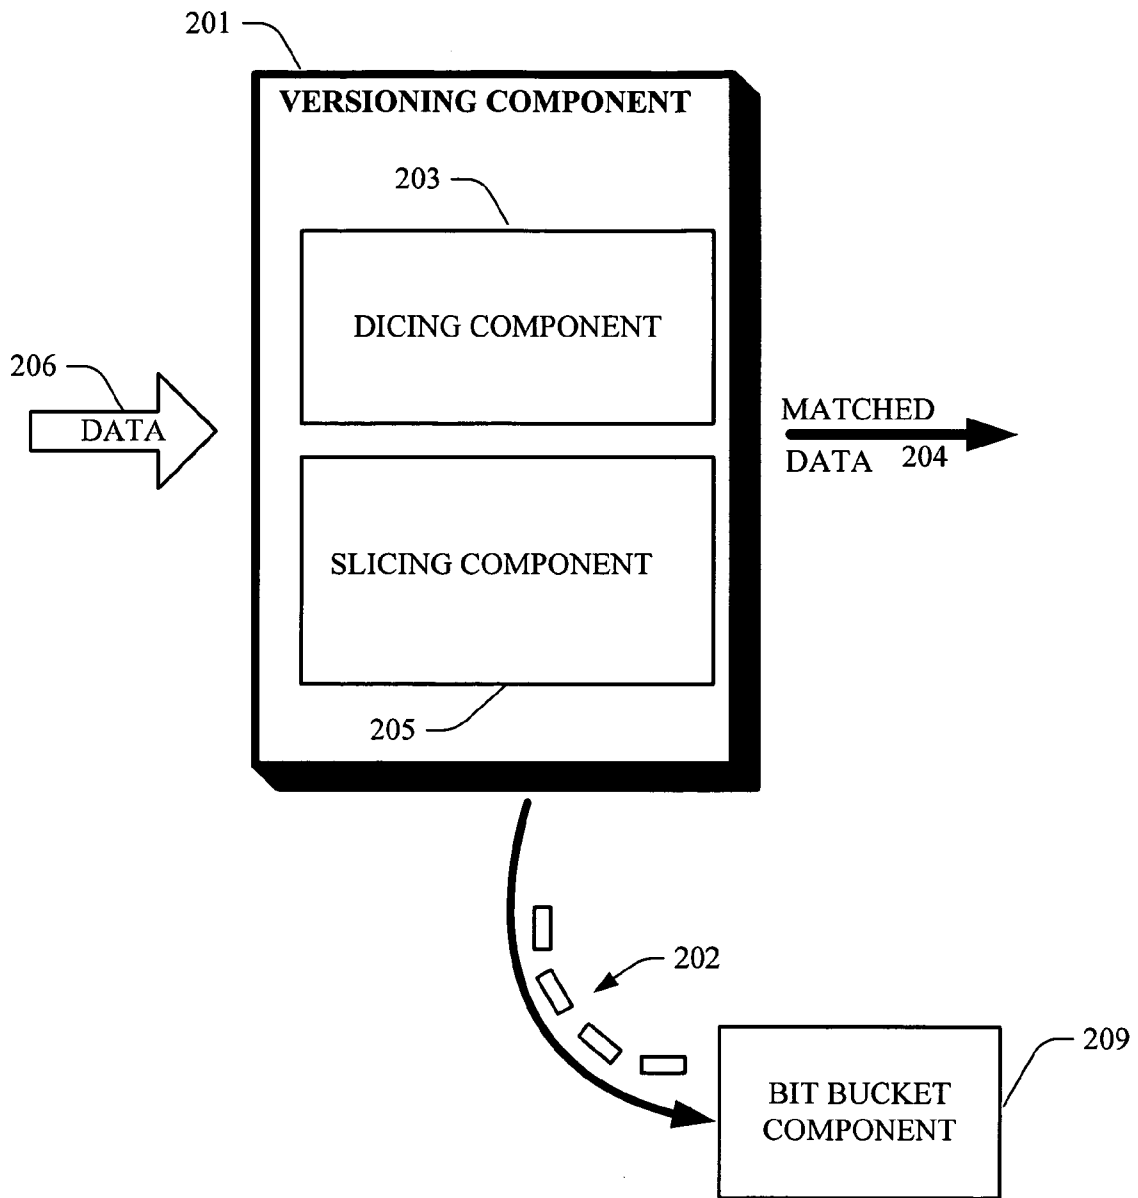 201
VERSIONING COMPONENT
203
DICING COMPONENT
206
DATA
MATCHED
DATA 204
SLICING COMPONENT
205
202
209
BIT BUCKET
COMPONENT